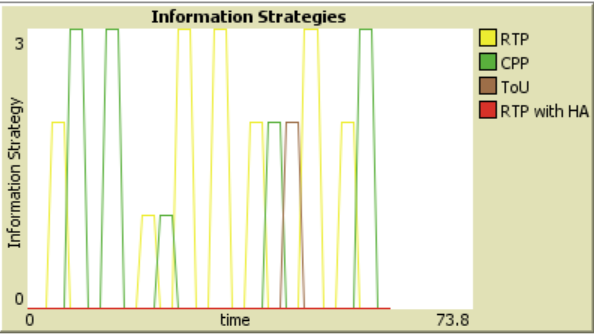 Information Strategies
3
Information Strategy
0
0
time
73.8
RTP
CPP
ToU
RTP with HA